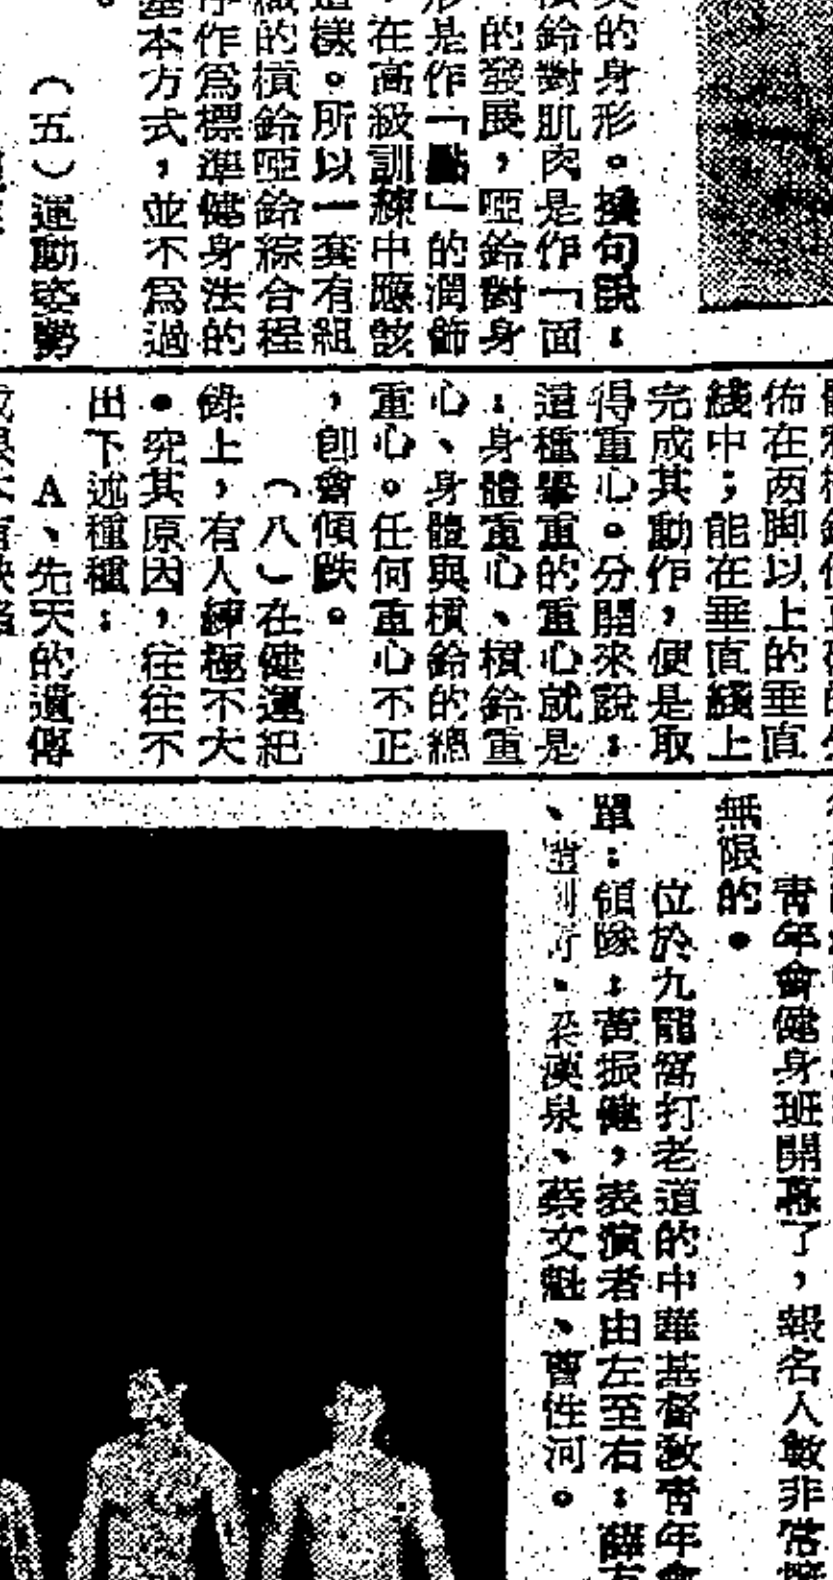 美的身形。換句說：
槓鈴對肌肉是作「面
」的發展，啞鈴對身
形是作「點」的潤飾
，在高級訓練中應該
這樣。所以一套有組
織的槓鈴啞鈴綜合程
序作爲標準健身法的
基本方式，並不爲過
。
（五）運動姿勢
佈在两脚以上的垂直
綫中；能在垂直綫上
完成其動作，便是取
得重心。分開來說：
這種舉重的重心就是
：身體重心、槓鈴重
心、身體與槓鈴的總
重心。任何重心不正
，卽會傾跌。
（八）在健運紀
錄上，有人練極不大
。究其原因，往往不
出下述種種：
A、先天的遺傳
青年會健身班開幕了，報名人數非常
無限的。
位於九龍窩打老道的中華基督敎青年會
單：領隊：黃振健，表演者由左至右：薛
、漢泉、蔡文魁、曾性河。